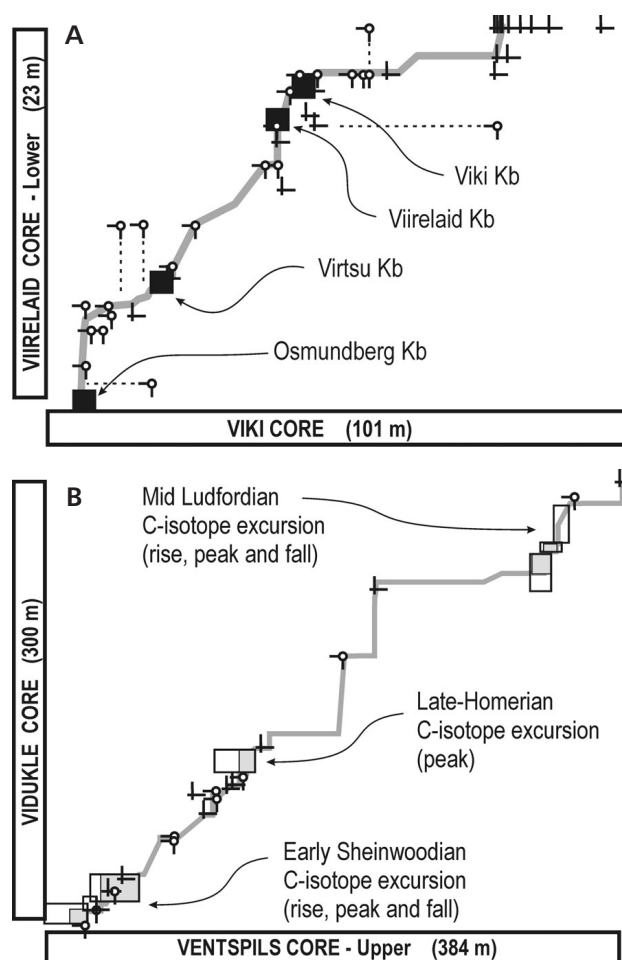 A
VIIRELAID CORE - Lower (23 m)
Viki Kb
Viirelaid Kb
Virtsu Kb
Osmundberg Kb
VIKI CORE (101 m)
B
VIDUKLE CORE (300 m)
Mid Ludfordian
C-isotope excursion
(rise, peak and fall)
Late-Homerian
C-isotope excursion
(peak)
Early Sheinwoodian
C-isotope excursion
(rise, peak and fall)
VENTSPILS CORE - Upper (384 m)